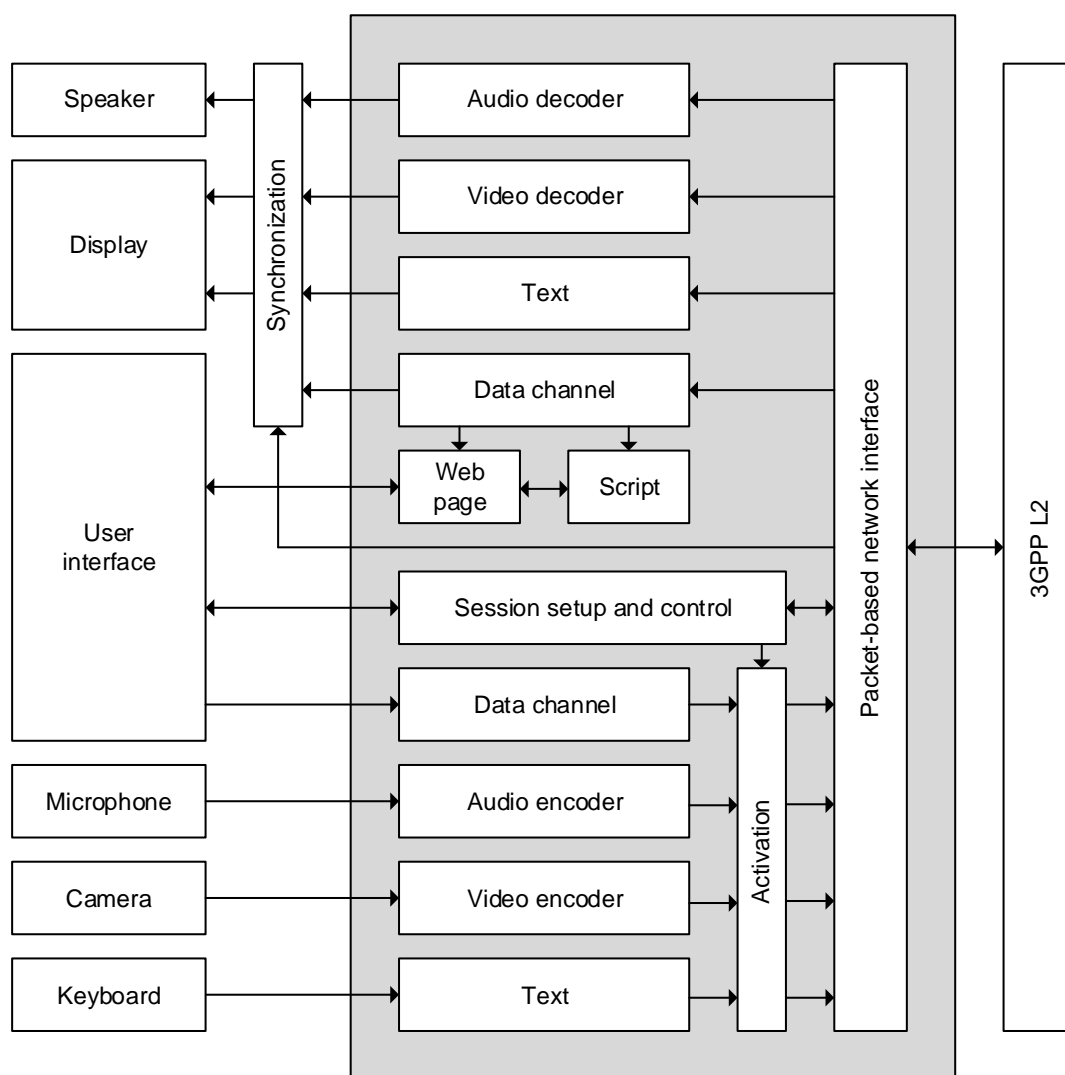 Speaker
Audio decoder
Video decoder
Display
Synchronization
Text
Data channel
Web
page
Script
User
interface
Packet-based network interface
3GPP L2
Session setup and control
Data channel
Microphone
Audio encoder
Activation
Camera
Video encoder
Keyboard
Text